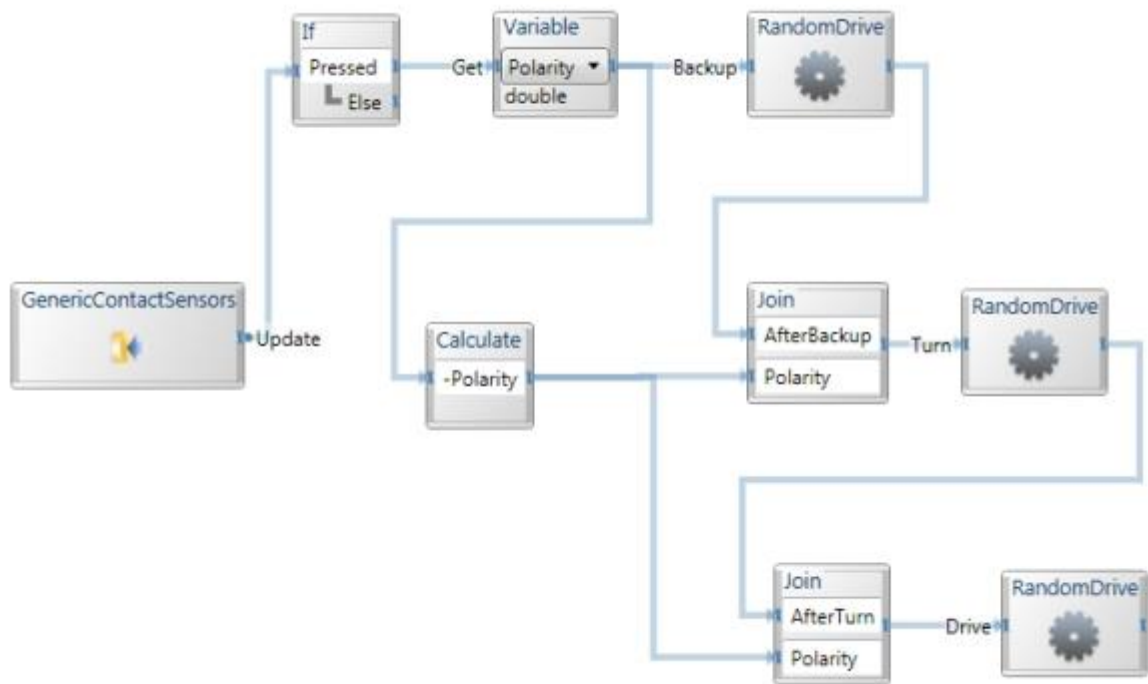 If
Pressed
Else
Get
Variable
Polarity
double
Backup
RandomDrive
GenericContactSensors
Update
Calculate
-Polarity
Join
AfterBackup
Polarity
Turn
RandomDrive
Join
AfterTurn
Polarity
Drive
RandomDrive